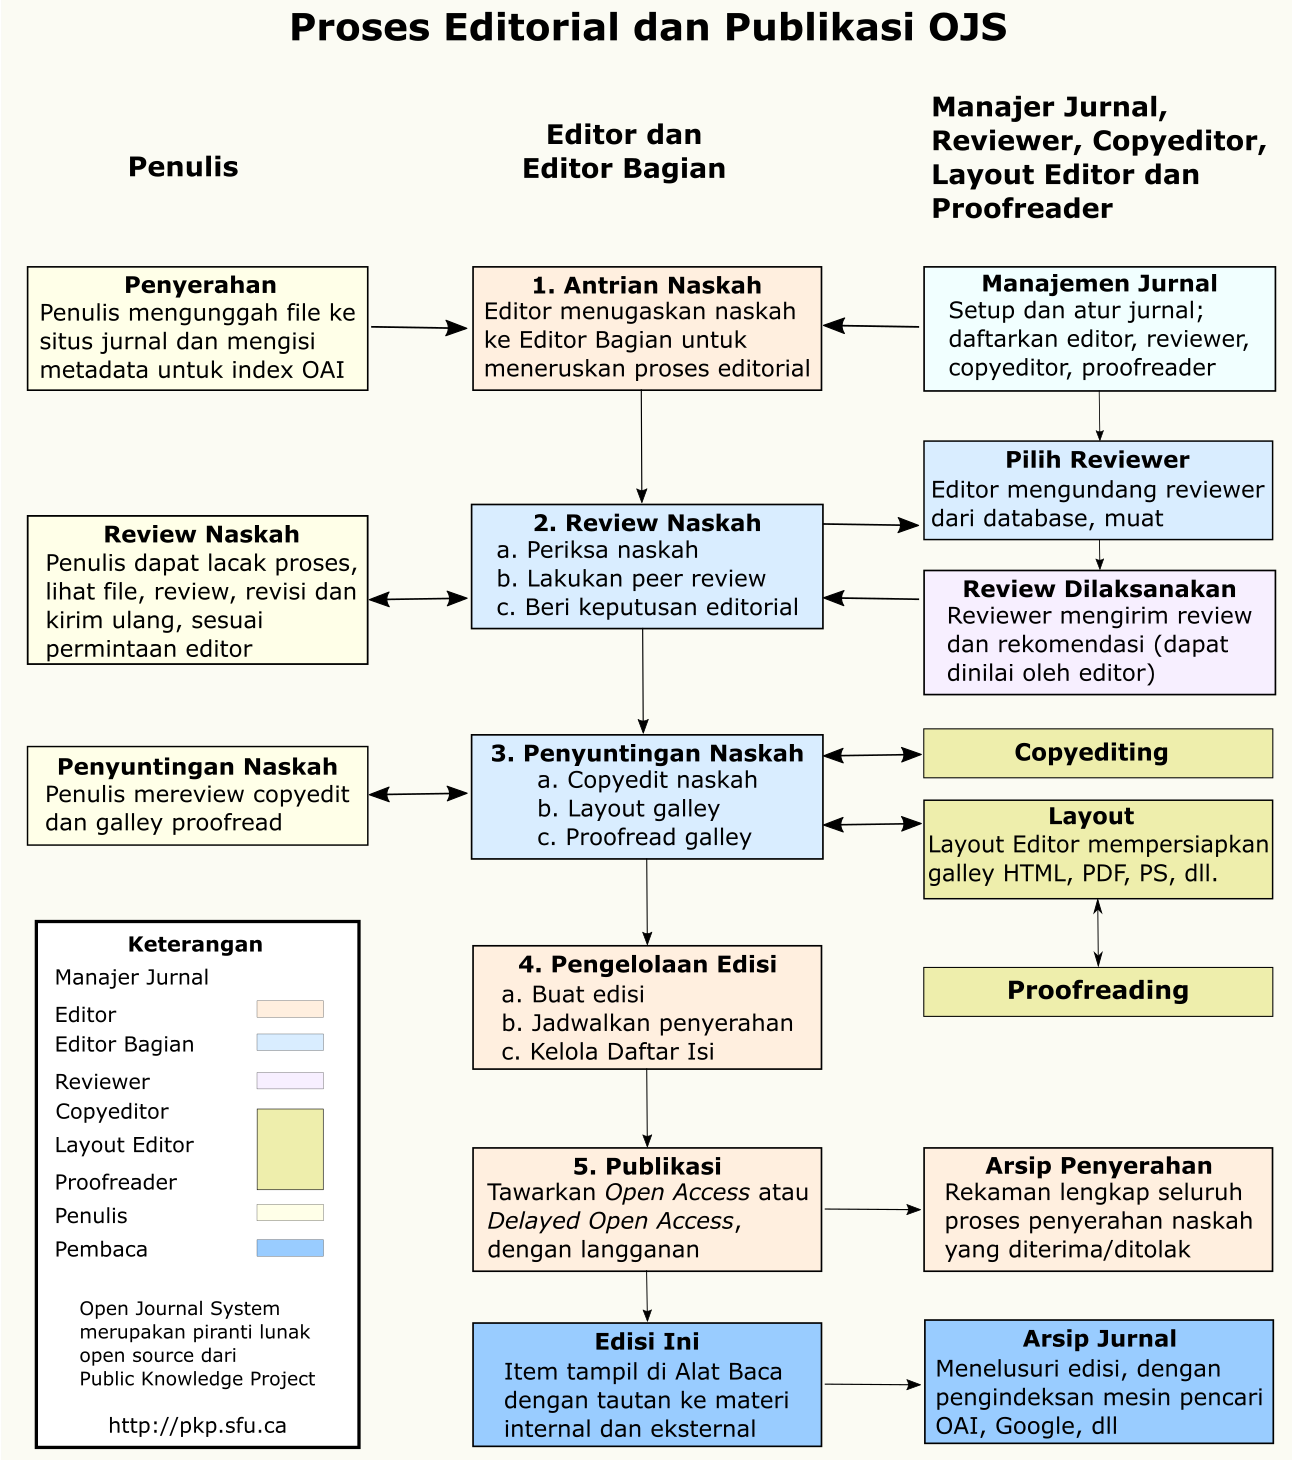 Proses Editorial dan Publikasi OJS
Penulis
Editor dan
Editor Bagian
Manajer Jurnal,
Reviewer, Copyeditor,
Layout Editor dan
Proofreader
Penyerahan
Penulis mengunggah file ke
situs jurnal dan mengisi
metadata untuk index OAI
1. Antrian Naskah
Editor menugaskan naskah
ke Editor Bagian untuk
meneruskan proses editorial
Manajemen Jurnal
Setup dan atur jurnal;
daftarkan editor, reviewer,
copyeditor, proofreader
Pilih Reviewer
Editor mengundang reviewer
dari database, muat
Review Naskah
Penulis dapat lacak proses,
lihat file, review, revisi dan
kirim ulang, sesuai
permintaan editor
2. Review Naskah
a. Periksa naskah
b. Lakukan peer review
c. Beri keputusan editorial
Review Dilaksanakan
Reviewer mengirim review
dan rekomendasi (dapat
dinilai oleh editor)
Penyuntingan Naskah
Penulis mereview copyedit
dan galley proofread
3. Penyuntingan Naskah
a. Copyedit naskah
b. Layout galley
c. Proofread galley
Copyediting
Layout
Layout Editor mempersiapkan
galley HTML, PDF, PS, dll.
Proofreading
4. Pengelolaan Edisi
a. Buat edisi
b. Jadwalkan penyerahan
c. Kelola Daftar Isi
5. Publikasi
Tawarkan Open Access atau
Delayed Open Access,
dengan langganan
Arsip Penyerahan
Rekaman lengkap seluruh
proses penyerahan naskah
yang diterima/ditolak
Edisi Ini
Item tampil di Alat Baca
dengan tautan ke materi
internal dan eksternal
Arsip Jurnal
Menelusuri edisi, dengan
pengindeksan mesin pencari
OAI, Google, dll
Keterangan
Manajer Jurnal
Editor
Editor Bagian
Reviewer
Copyeditor
Layout Editor
Proofreader
Penulis
Pembaca
Open Journal System
merupakan piranti lunak
open source dari
Public Knowledge Project
http://pkp.sfu.ca